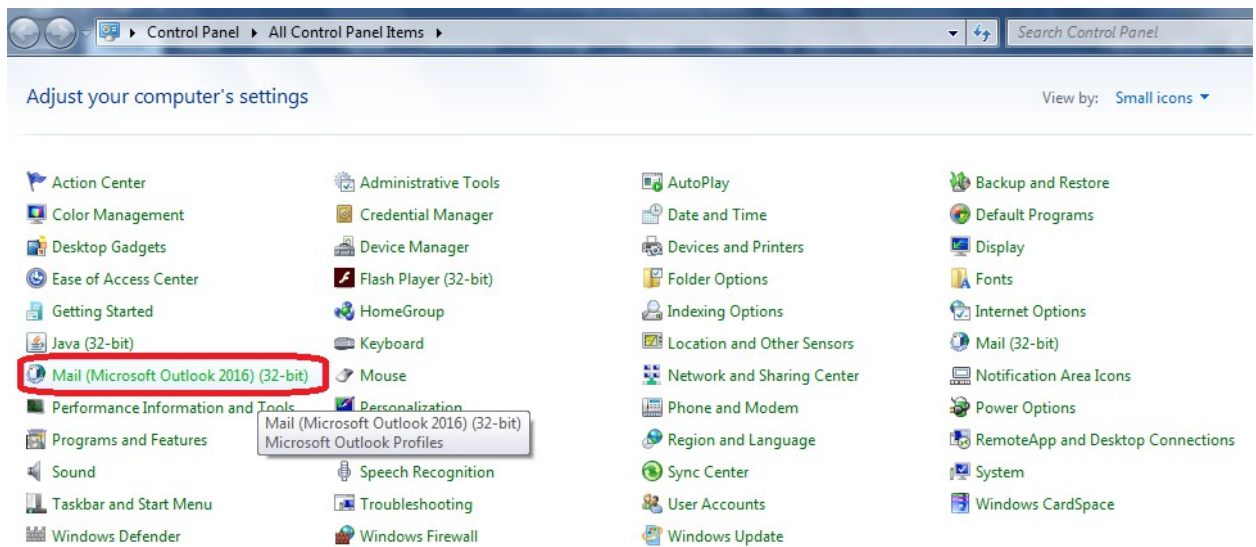 Control Panel ▸ All Control Panel Items ▸
Search Control Panel
Adjust your computer's settings
View by: Small icons
Action Center
Administrative Tools
AutoPlay
Backup and Restore
Color Management
Credential Manager
Date and Time
Default Programs
Desktop Gadgets
Device Manager
Devices and Printers
Display
Ease of Access Center
Flash Player (32-bit)
Folder Options
Fonts
Getting Started
HomeGroup
Indexing Options
Internet Options
Java (32-bit)
Keyboard
Location and Other Sensors
Mail (32-bit)
Mail (Microsoft Outlook 2016) (32-bit)
Mouse
Network and Sharing Center
Notification Area Icons
Performance Information and Tools
Personalization
Phone and Modem
Power Options
Mail (Microsoft Outlook 2016) (32-bit)
Microsoft Outlook Profiles
Programs and Features
Region and Language
RemoteApp and Desktop Connections
Sound
Speech Recognition
Sync Center
System
Taskbar and Start Menu
Troubleshooting
User Accounts
Windows CardSpace
Windows Defender
Windows Firewall
Windows Update